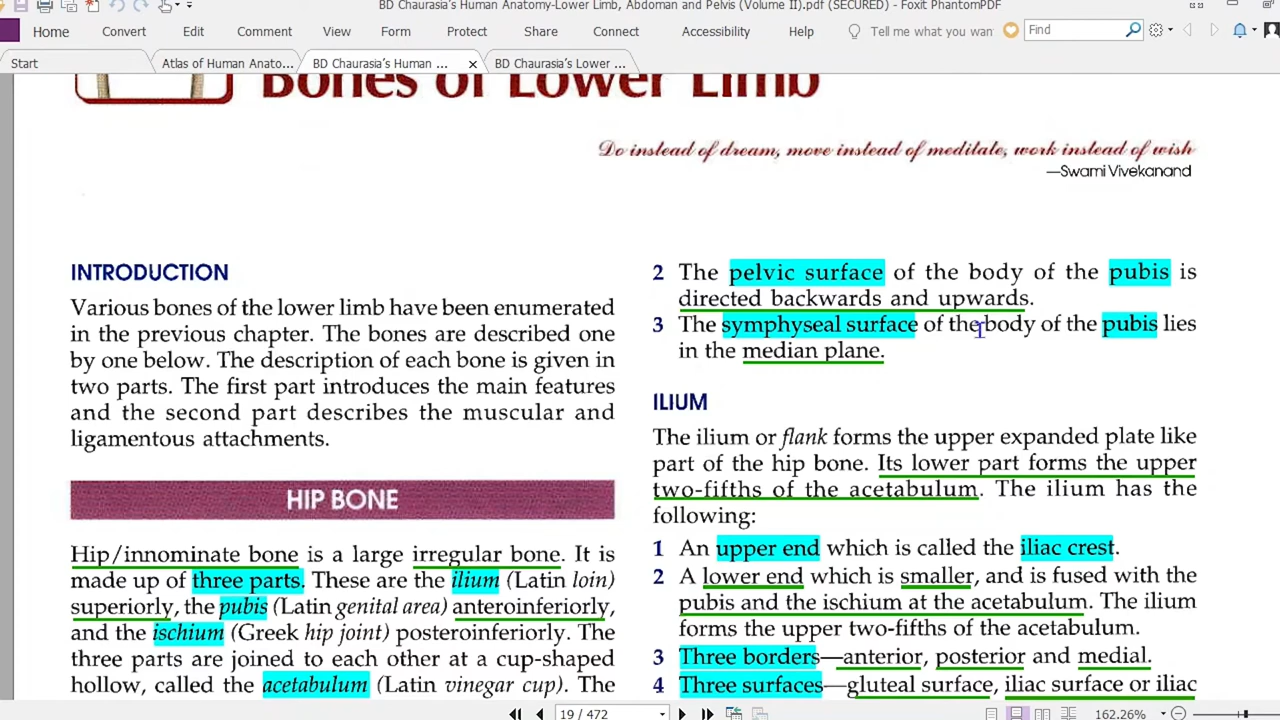 BD Chaurasia's Human Anatomy-Lower Limb, Abdoman and Pelvis (Volume II).pdf (SECURED) - Foxit PhantomPDF
Home Convert Edit Comment View Form Protect Share Connect Accessibility Help Tell me what you want Find
Start Atlas of Human Anato... BD Chaurasia's Human ... × BD Chaurasia's Lower ...
Bones of Lower Limb
Do instead of dream, move instead of meditate, work instead of wish
—Swami Vivekanand
INTRODUCTION
Various bones of the lower limb have been enumerated
in the previous chapter. The bones are described one
by one below. The description of each bone is given in
two parts. The first part introduces the main features
and the second part describes the muscular and
ligamentous attachments.
HIP BONE
Hip/innominate bone is a large irregular bone. It is
made up of three parts. These are the ilium (Latin loin)
superiorly, the pubis (Latin genital area) anteroinferiorly,
and the ischium (Greek hip joint) posteroinferiorly. The
three parts are joined to each other at a cup-shaped
hollow, called the acetabulum (Latin vinegar cup). The
2 The pelvic surface of the body of the pubis is
directed backwards and upwards.
3 The symphyseal surface of the body of the pubis lies
in the median plane.
ILIUM
The ilium or flank forms the upper expanded plate like
part of the hip bone. Its lower part forms the upper
two-fifths of the acetabulum. The ilium has the
following:
1 An upper end which is called the iliac crest.
2 A lower end which is smaller, and is fused with the
pubis and the ischium at the acetabulum. The ilium
forms the upper two-fifths of the acetabulum.
3 Three borders—anterior, posterior and medial.
4 Three surfaces—gluteal surface, iliac surface or iliac
19 / 472 162.26%